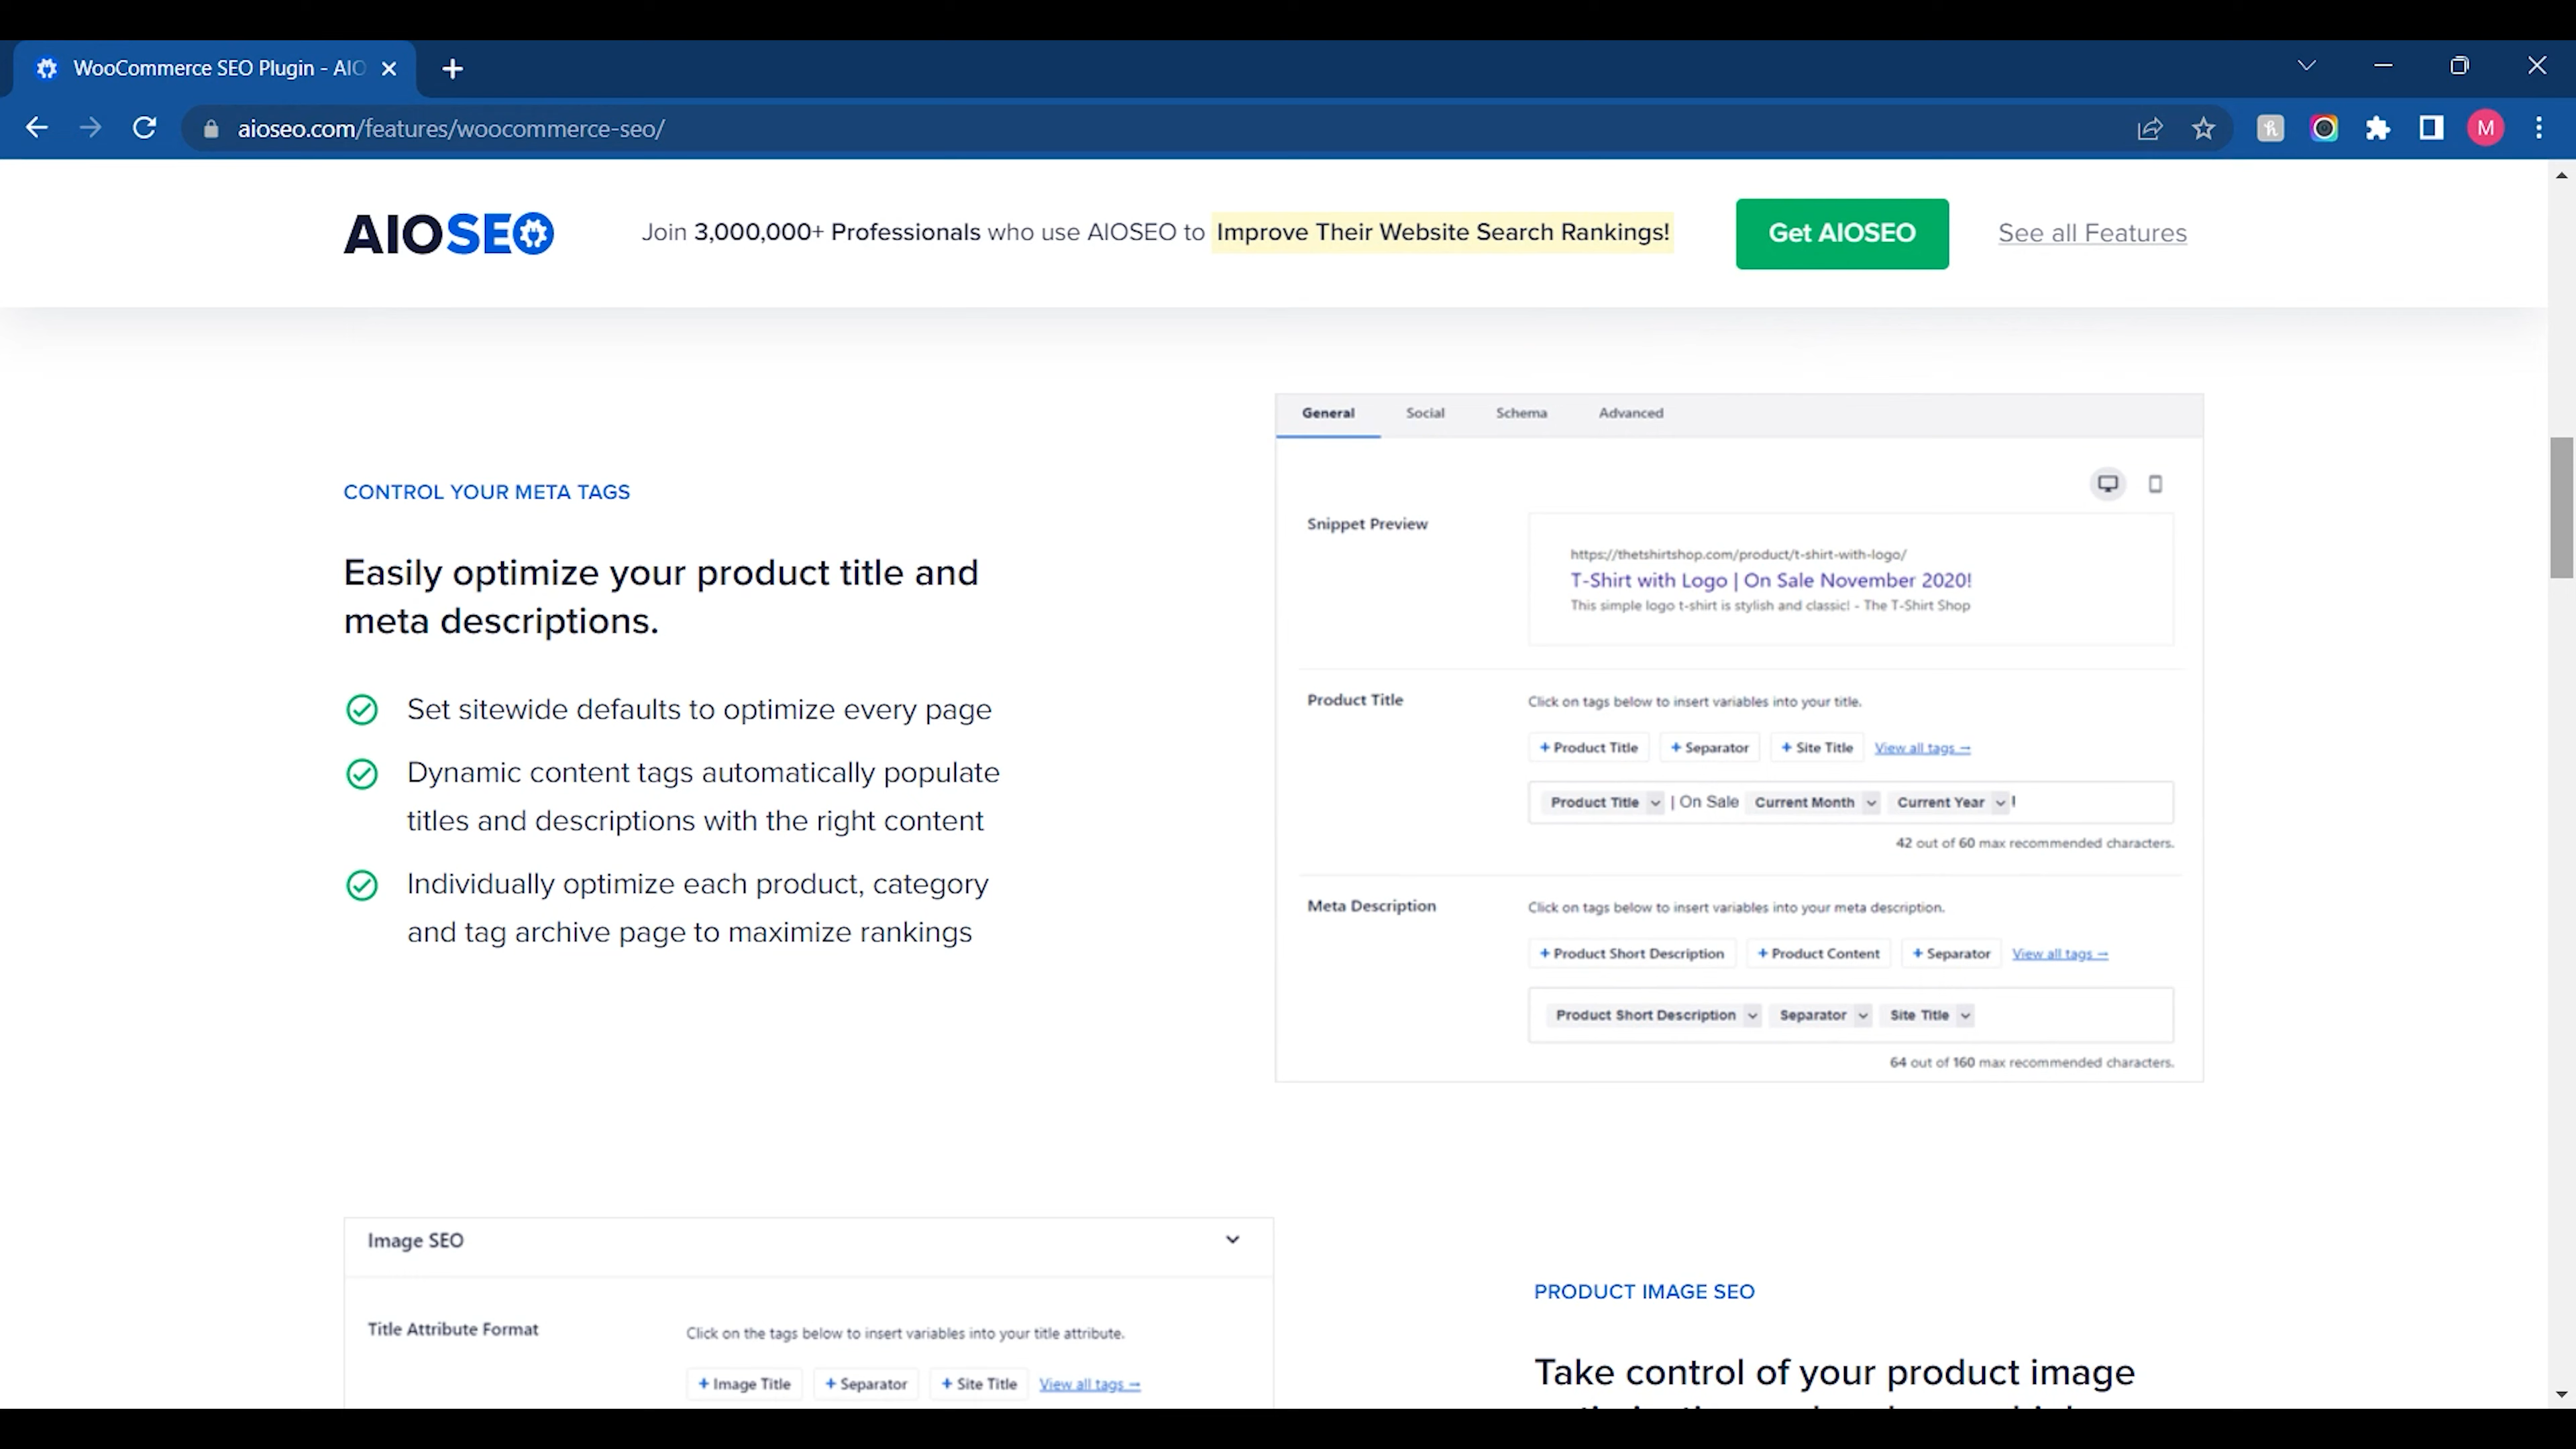 WooCommerce SEO Plugin - AIO
aioseo.com/features/woocommerce-seo/
M
AIOSEO
Join 3,000,000+ Professionals who use AIOSEO to Improve Their Website Search Rankings!
Get AIOSEO
See all Features
CONTROL YOUR META TAGS
Easily optimize your product title and
meta descriptions.
Set sitewide defaults to optimize every page
Dynamic content tags automatically populate
titles and descriptions with the right content
Individually optimize each product, category
and tag archive page to maximize rankings
General Social Schema Advanced
Snippet Preview
https://thetshirtshop.com/product/t-shirt-with-logo/
T-Shirt with Logo | On Sale November 2020!
This simple logo t-shirt is stylish and classic! - The T-Shirt Shop
Product Title
Click on tags below to insert variables into your title.
+ Product Title + Separator + Site Title View all tags →
Product Title | On Sale Current Month Current Year !
42 out of 60 max recommended characters.
Meta Description
Click on tags below to insert variables into your meta description.
+ Product Short Description + Product Content + Separator View all tags →
Product Short Description Separator Site Title
64 out of 160 max recommended characters.
Image SEO
Title Attribute Format
Click on the tags below to insert variables into your title attribute.
+ Image Title + Separator + Site Title View all tags →
PRODUCT IMAGE SEO
Take control of your product image